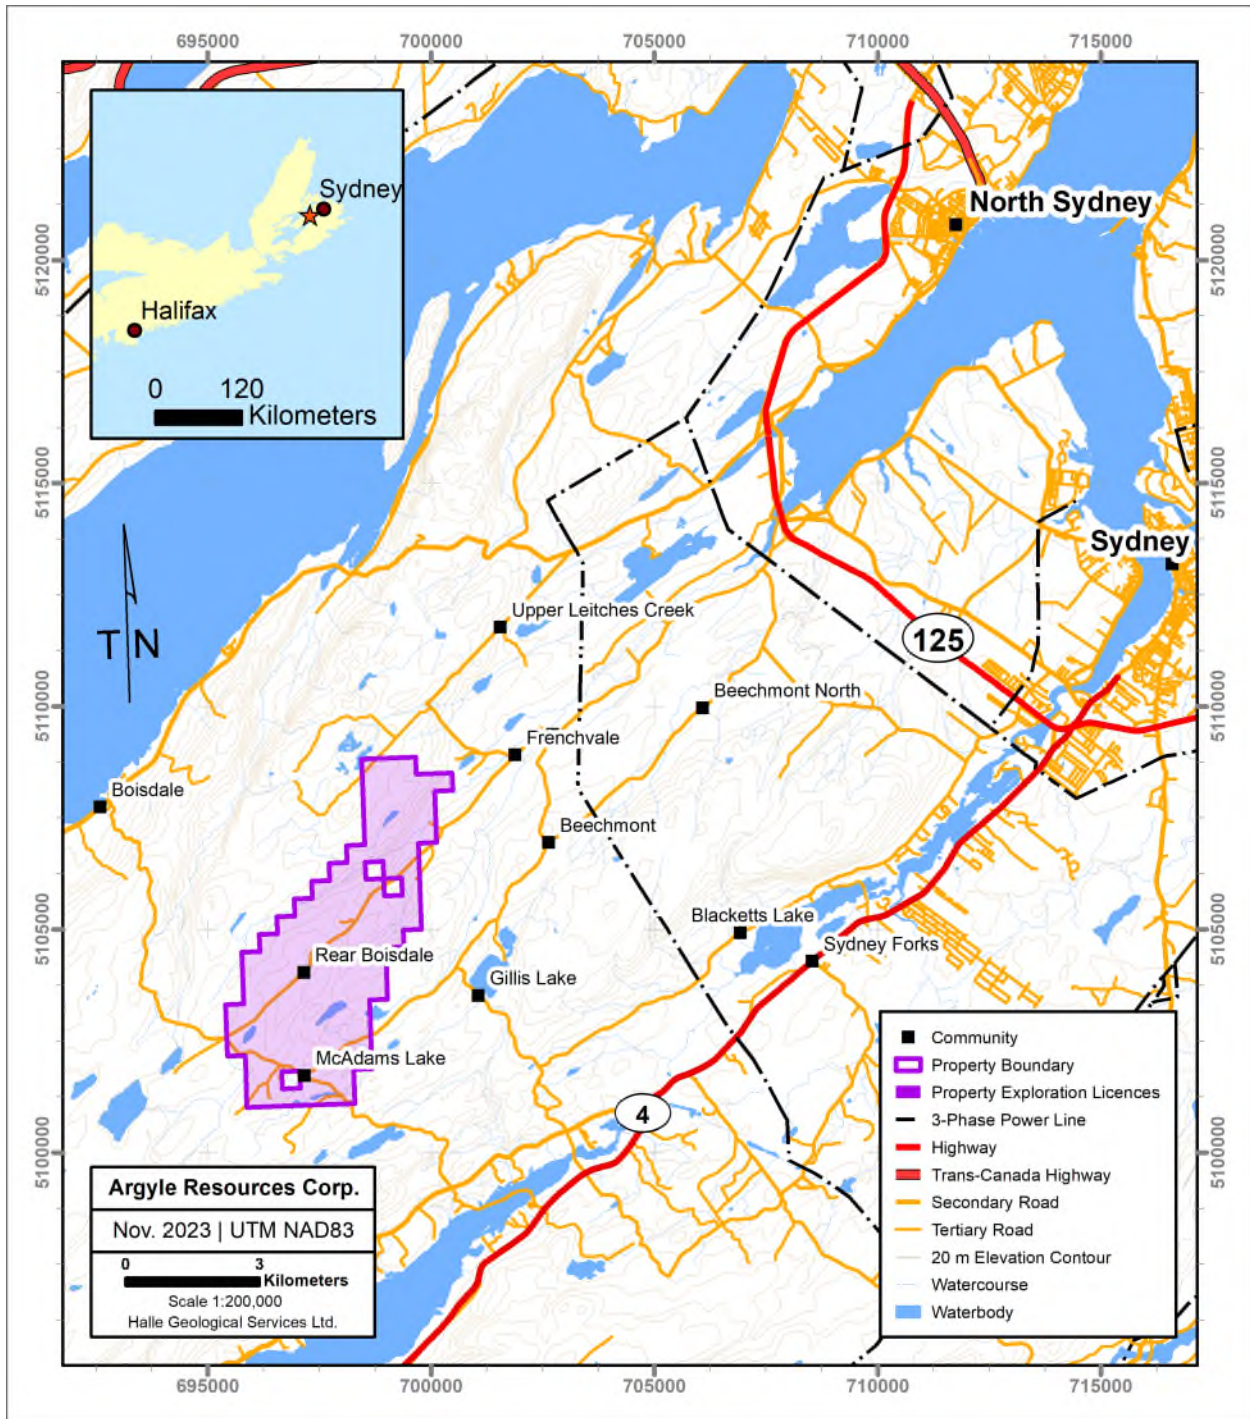 695000 700000 705000 710000 715000
5120000
5115000
5110000
5105000
5100000
5120000
5115000
5110000
5105000
5100000
Sydney
Halifax
0 120
Kilometers
North Sydney
Sydney
T N
Upper Leitches Creek
125
Beechmont North
Frenchvale
Boisdale
Beechmont
Blacketts Lake
Sydney Forks
Rear Boisdale
Gillis Lake
McAdams Lake
4
Community
Property Boundary
Property Exploration Licences
3-Phase Power Line
Highway
Trans-Canada Highway
Secondary Road
Tertiary Road
20 m Elevation Contour
Watercourse
Waterbody
Argyle Resources Corp.
Nov. 2023 | UTM NAD83
0 3
Kilometers
Scale 1:200,000
Halle Geological Services Ltd.
695000 700000 705000 710000 715000